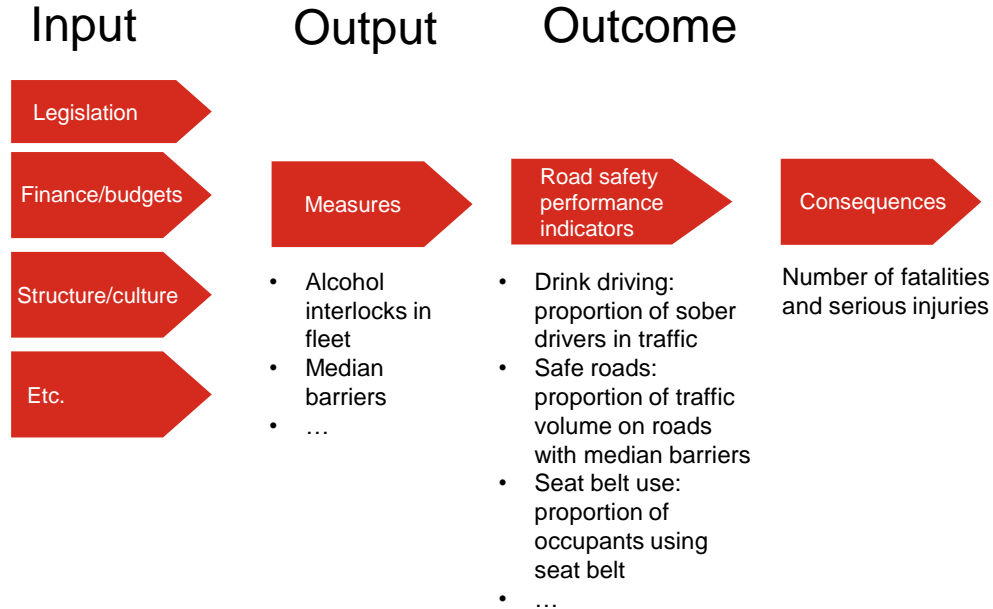 Input
Output
Outcome
Legislation
Finance/budgets
Structure/culture
Etc.
Measures
• Alcohol
interlocks in
fleet
• Median
barriers
• …
Road safety
performance
indicators
• Drink driving:
proportion of sober
drivers in traffic
• Safe roads:
proportion of traffic
volume on roads
with median barriers
• Seat belt use:
proportion of
occupants using
seat belt
• …
Consequences
Number of fatalities
and serious injuries